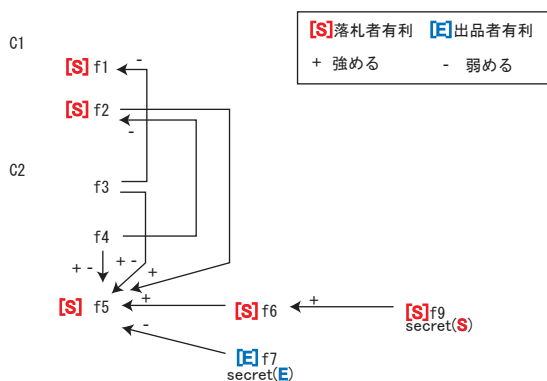 C1
[S]落札者有利 [E]出品者有利
+ 強める - 弱める
[S] f1 -
[S] f2
-
C2
f3
f4
+ - + - +
[S] f5 + [S] f6 + [S] f9
secret(S)
- [E] f7
secret(E)